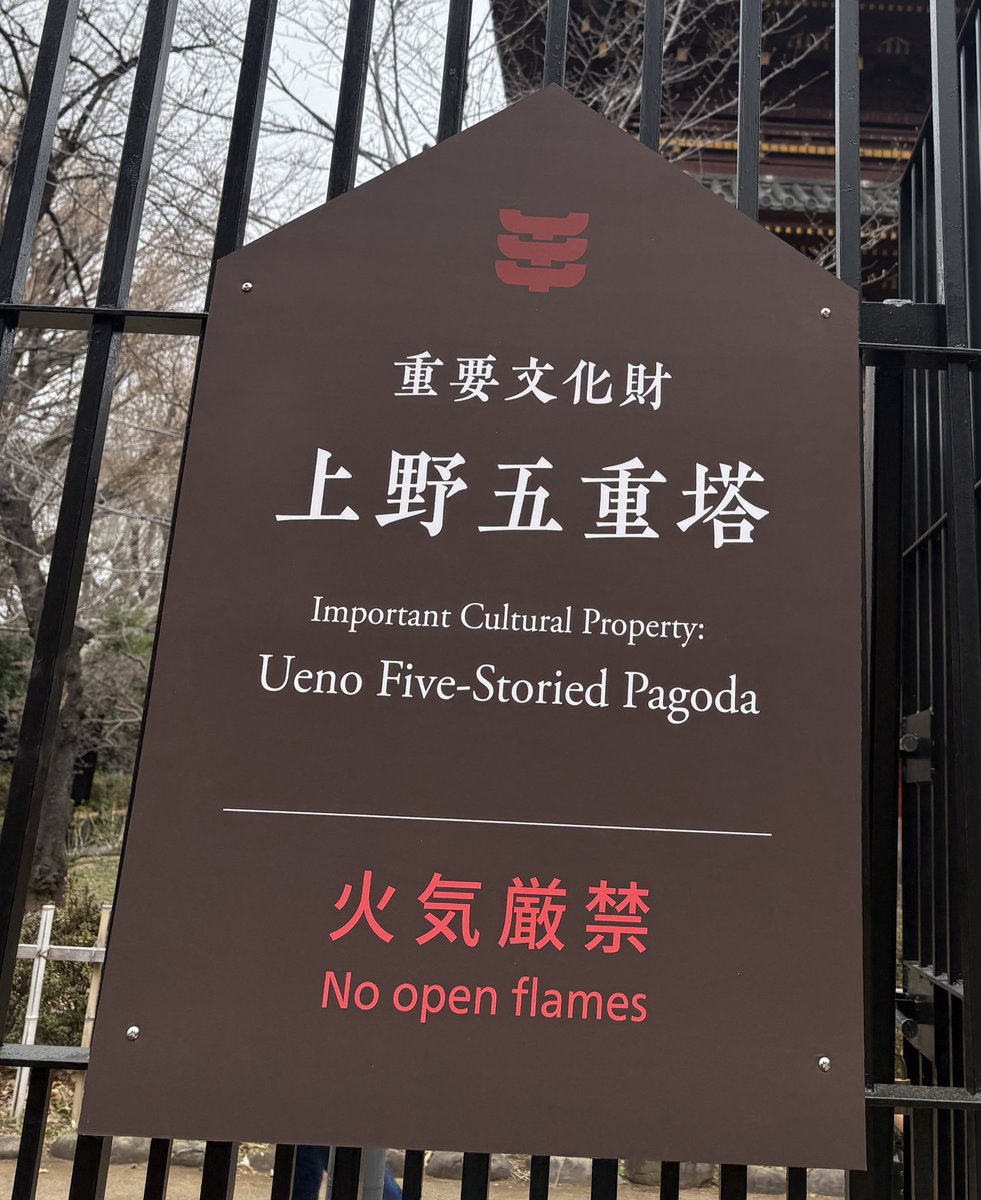 重要文化財
上野五重塔
Important Cultural Property:
Ueno Five-Storied Pagoda
火気厳禁
No open flames